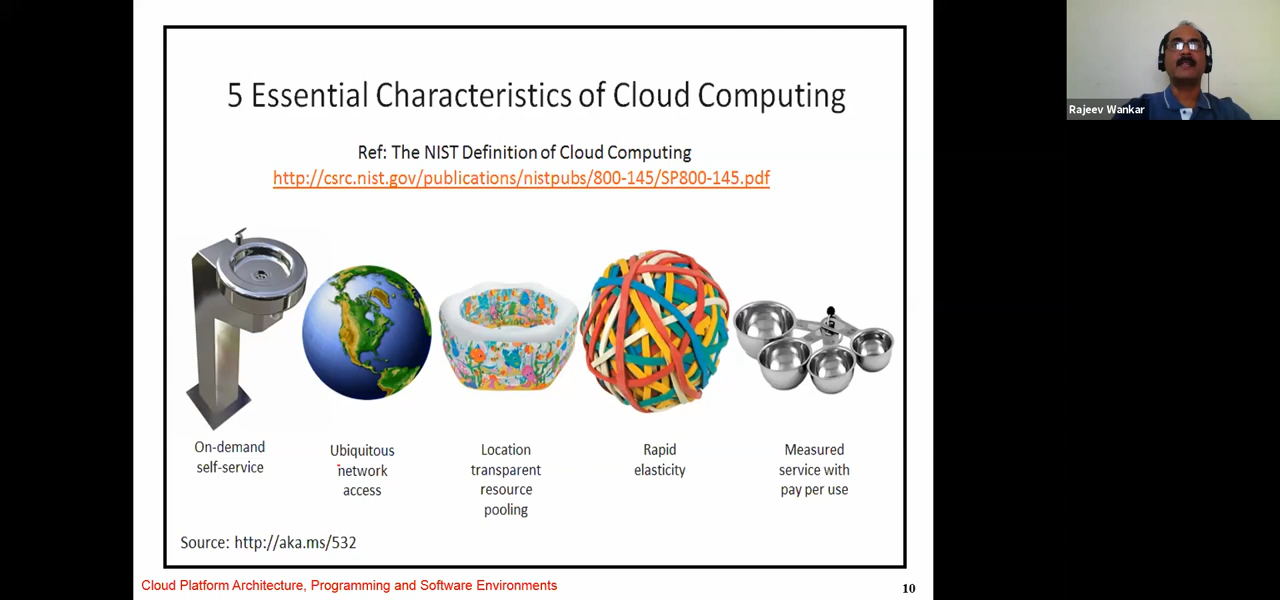 5 Essential Characteristics of Cloud Computing
Ref: The NIST Definition of Cloud Computing
http://csrc.nist.gov/publications/nistpubs/800-145/SP800-145.pdf
On-demand
self-service
Ubiquitous
network
access
Location
transparent
resource
pooling
Rapid
elasticity
Measured
service with
pay per use
Source: http://aka.ms/532
Cloud Platform Architecture, Programming and Software Environments
10
Rajeev Wankar